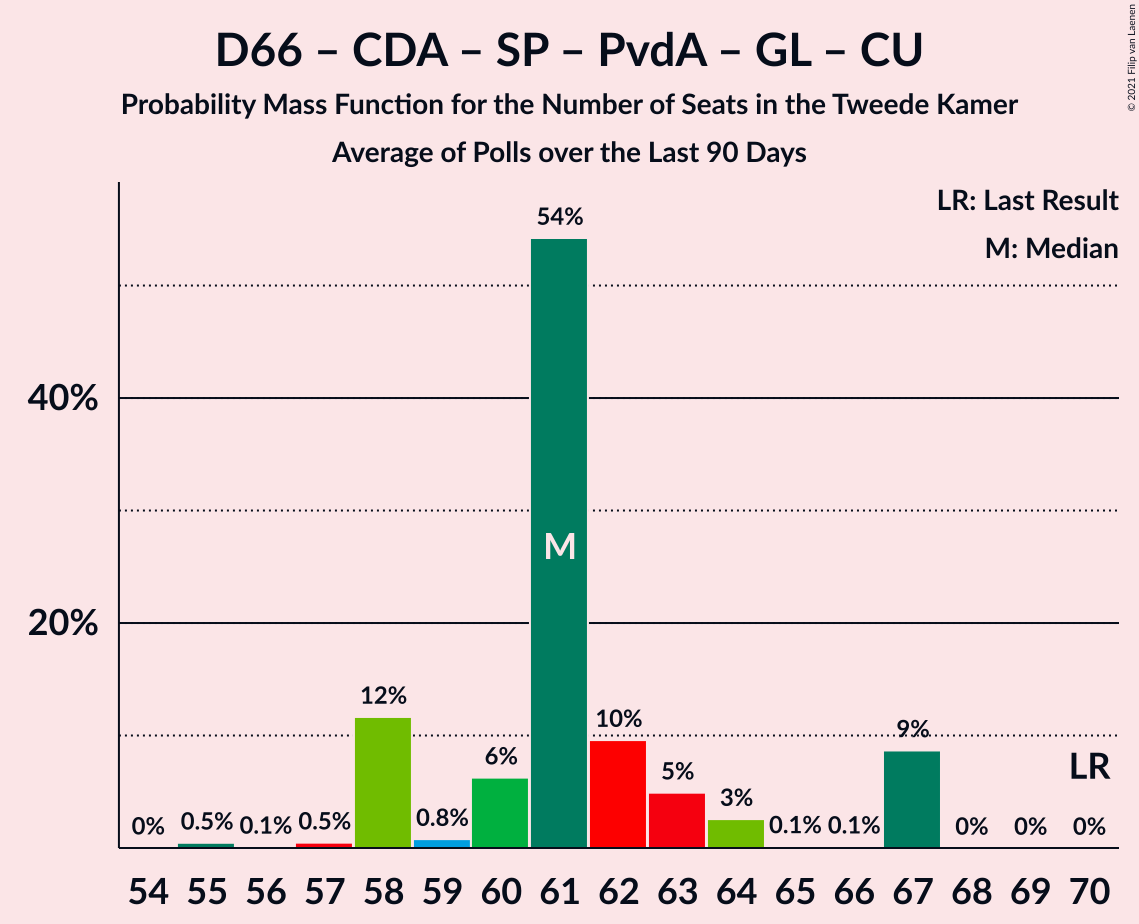 D66 – CDA – SP – PvdA – GL – CU
Probability Mass Function for the Number of Seats in the Tweede Kamer
Average of Polls over the Last 90 Days
© 2021 Filip van Laenen
LR: Last Result
M: Median
40%
20%
0%
0.5%
0.1%
0.5%
12%
0.8%
6%
54%
M
10%
5%
3%
0.1%
0.1%
9%
0%
0%
LR
0%
54 55 56 57 58 59 60 61 62 63 64 65 66 67 68 69 70